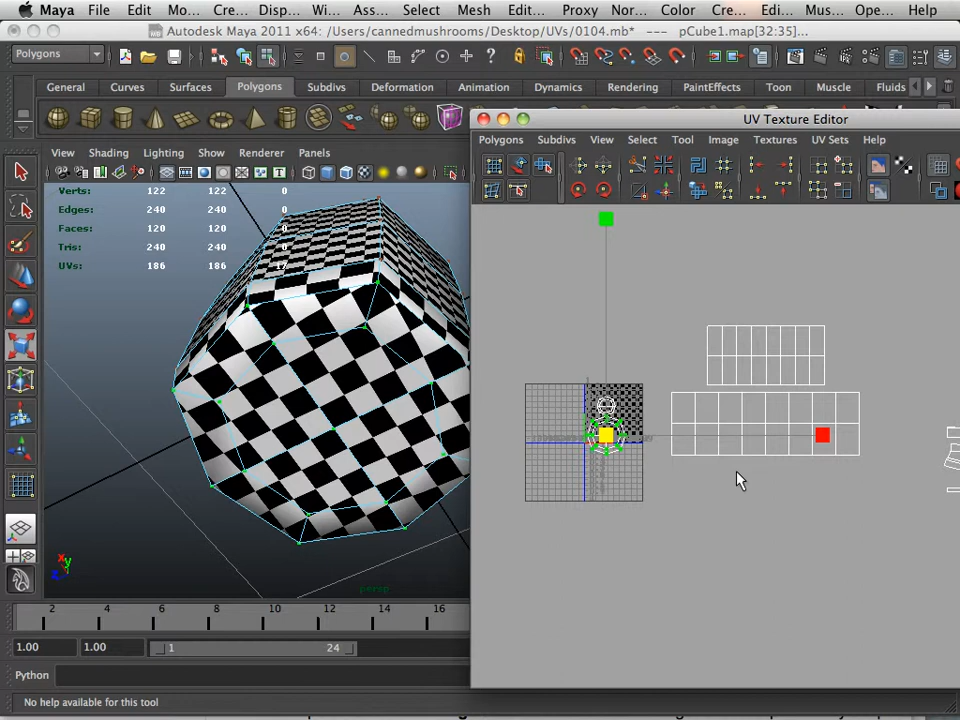 Maya File Edit Mo... Cre... Disp... Wi... Ass... Select Mesh Edit... Proxy Nor... Color Cre... Edi... Mus... Ope... Help
Autodesk Maya 2011 x64: /Users/cannedmushrooms/Desktop/UVs/0104.mb* --- pCube1.map[32:35]...
Polygons
General Curves Surfaces Polygons Subdivs Deformation Animation Dynamics Rendering PaintEffects Toon Muscle Fluids
UV Texture Editor
Polygons Subdivs View Select Tool Image Textures UV Sets Help
View Shading Lighting Show Renderer Panels
Verts: 122 122 0
Edges: 240 240 0
Faces: 120 120 0
Tris: 240 240 0
UVs: 186 186 17
persp
2 4 6 8 10 12 14 16
1.00 1.00 1 24
Python
No help available for this tool